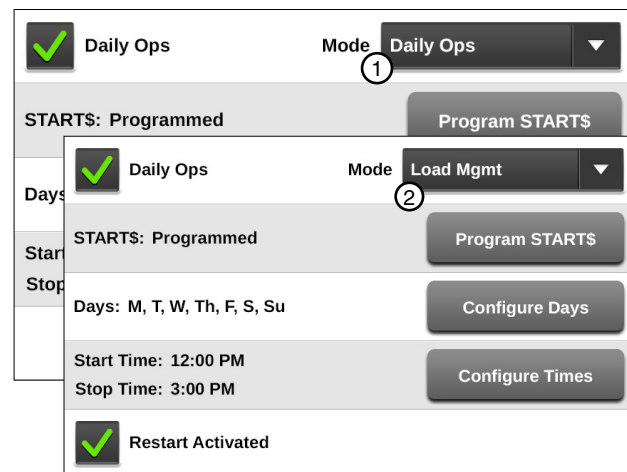 Daily Ops Mode Daily Ops
1
START$: Programmed Program START$
Days
Start
Stop
Daily Ops Mode Load Mgmt
2
START$: Programmed Program START$
Days: M, T, W, Th, F, S, Su Configure Days
Start Time: 12:00 PM
Stop Time: 3:00 PM
Configure Times
Restart Activated